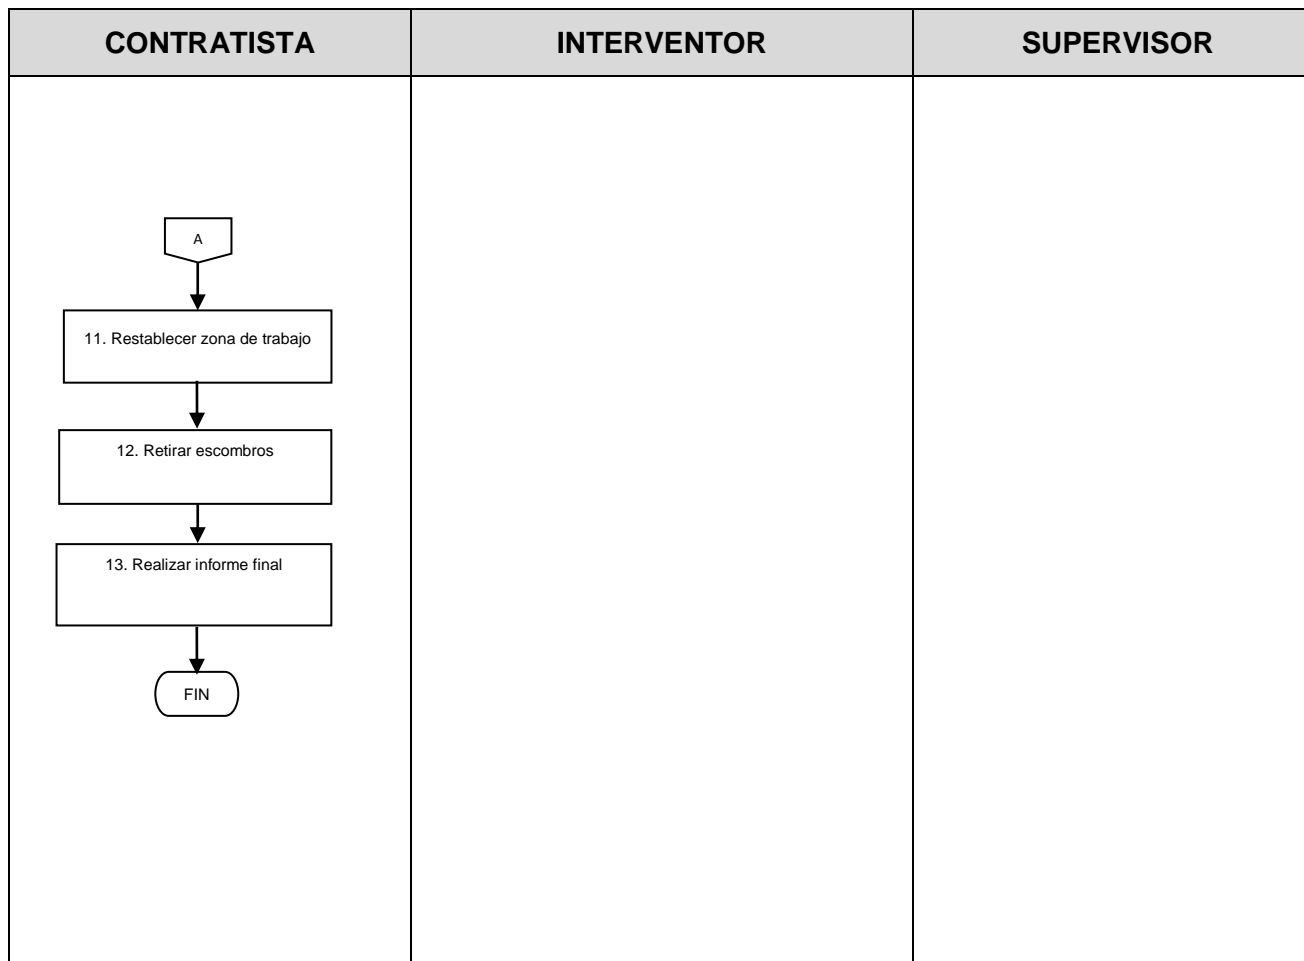 CONTRATISTA
INTERVENTOR
SUPERVISOR
A
11. Restablecer zona de trabajo
12. Retirar escombros
13. Realizar informe final
FIN